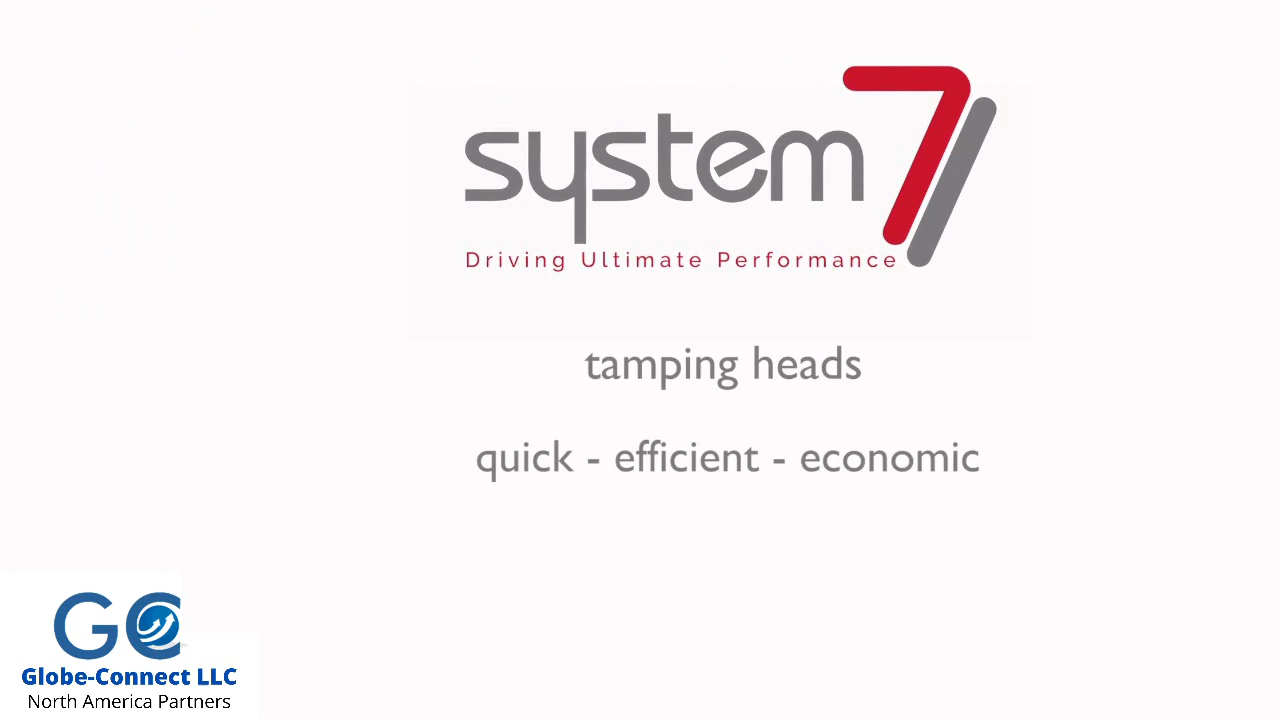 system7
Driving Ultimate Performance
tamping heads
quick - efficient - economic
GC
Globe-Connect LLC
North America Partners